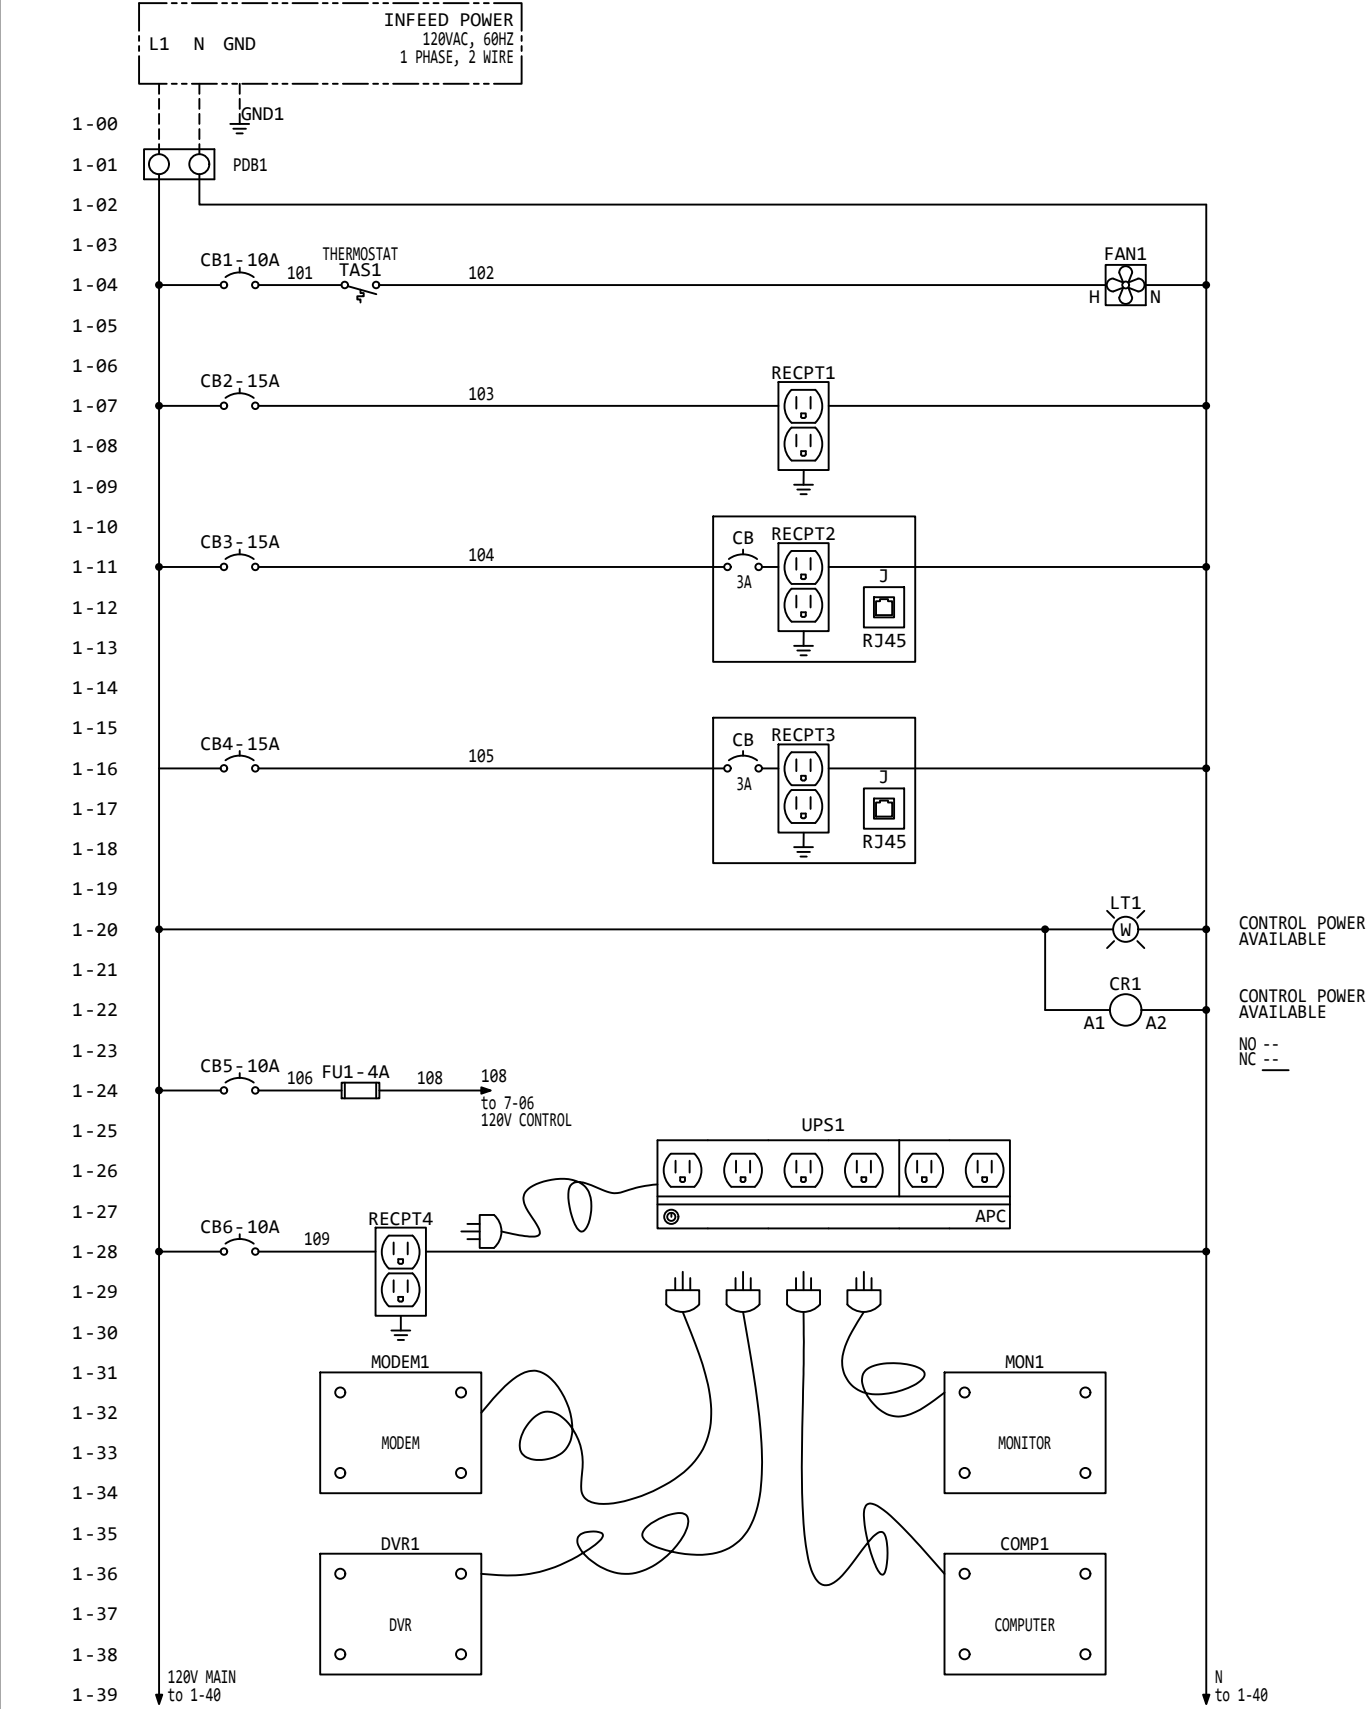 INFEED POWER
120VAC, 60HZ
L1 N GND
1 PHASE, 2 WIRE
GND1
1-00
1-01 PDB1
1-02
1-03
THERMOSTAT FAN1
CB1-10A 101 TAS1 102
1-04
H N
1-05
1-06
RECPT1
CB2-15A 103
1-07
1-08
1-09
1-10
CB RECPT2
CB3-15A 104
1-11
3A J
1-12
RJ45
1-13
1-14
1-15
CB RECPT3
CB4-15A 105
1-16
3A J
1-17
RJ45
1-18
1-19
LT1
1-20 W CONTROL POWER
AVAILABLE
1-21
CR1
CONTROL POWER
1-22 AVAILABLE
A1 A2
NO --
1-23
NC --
CB5-10A 106 FU1-4A 108 108
1-24
to 7-06
120V CONTROL
1-25
UPS1
1-26
1-27 APC
RECPT4
CB6-10A 109
1-28
1-29
1-30
MODEM1 MON1
1-31
1-32
MODEM MONITOR
1-33
1-34
1-35
DVR1 COMP1
1-36
1-37
DVR COMPUTER
1-38
120V MAIN N
1-39 to 1-40 to 1-40